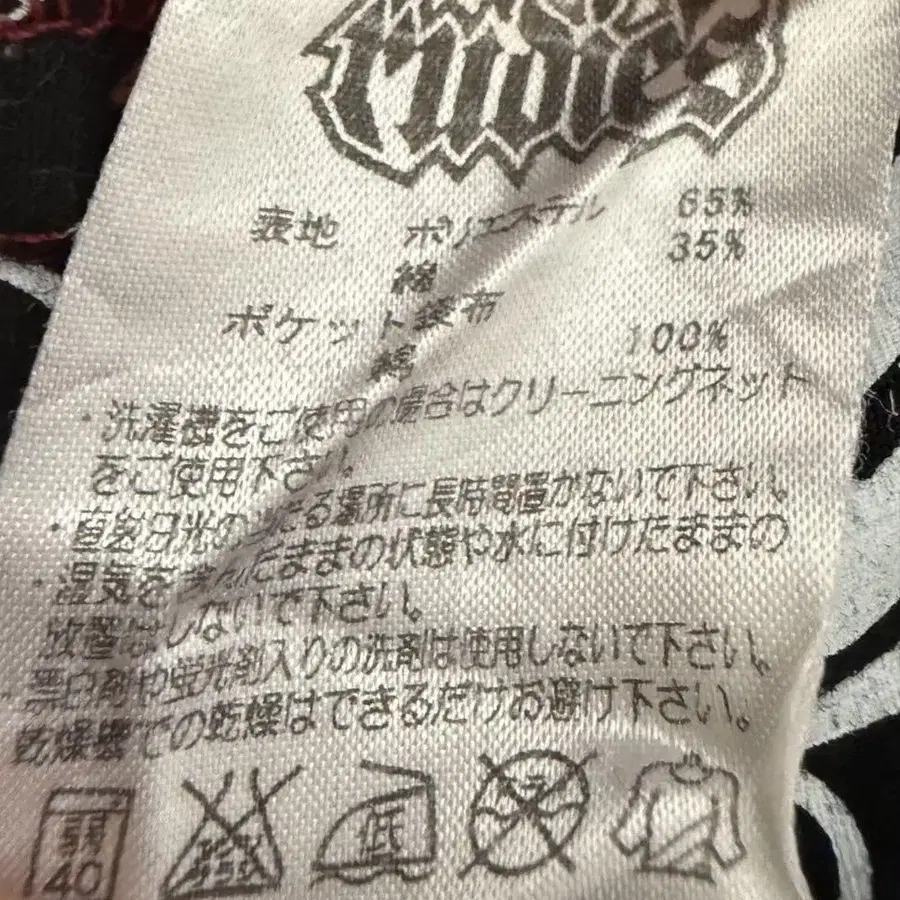 rudies
表地 ポリエステル 65%
綿 35%
ポケット裏布
綿 100%
・洗濯機をご使用の場合はクリーニングネット
をご使用下さい。
・直射日光の当たる場所に長時間置かないで下さい。
・湿気を含んだままの状態や水に付けたままの
放置はしないで下さい。
・漂白剤や蛍光剤入りの洗剤は使用しないで下さい。
乾燥機での乾燥はできるだけお避け下さい。
弱
40
低